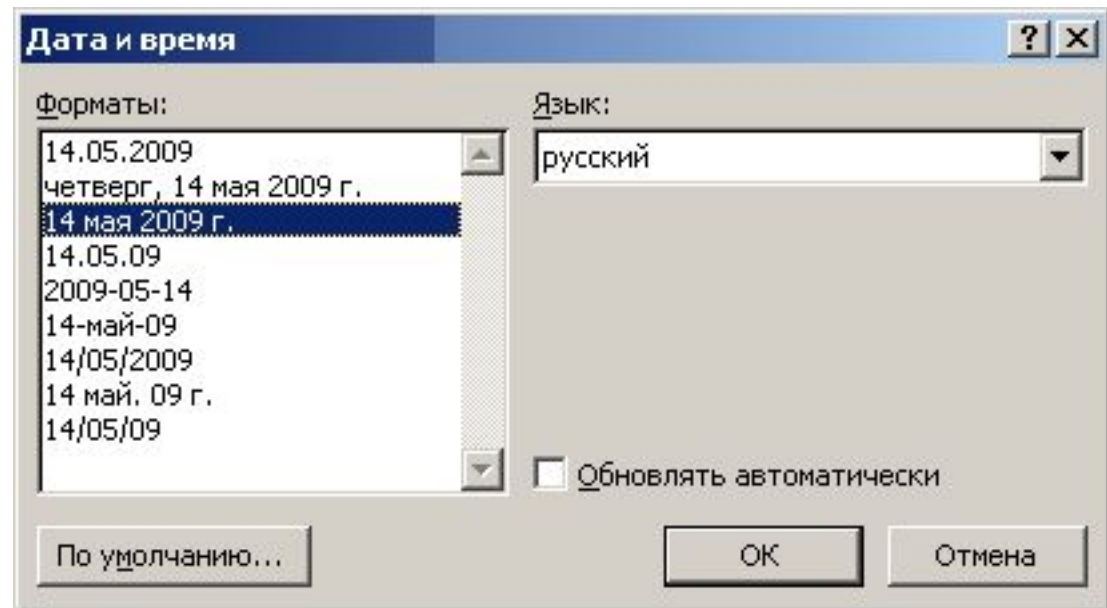 Дата и время
Форматы:
14.05.2009
четверг, 14 мая 2009 г.
14 мая 2009 г.
14.05.09
2009-05-14
14-май-09
14/05/2009
14 май. 09 г.
14/05/09
Язык:
русский
Обновлять автоматически
По умолчанию...
ОК
Отмена